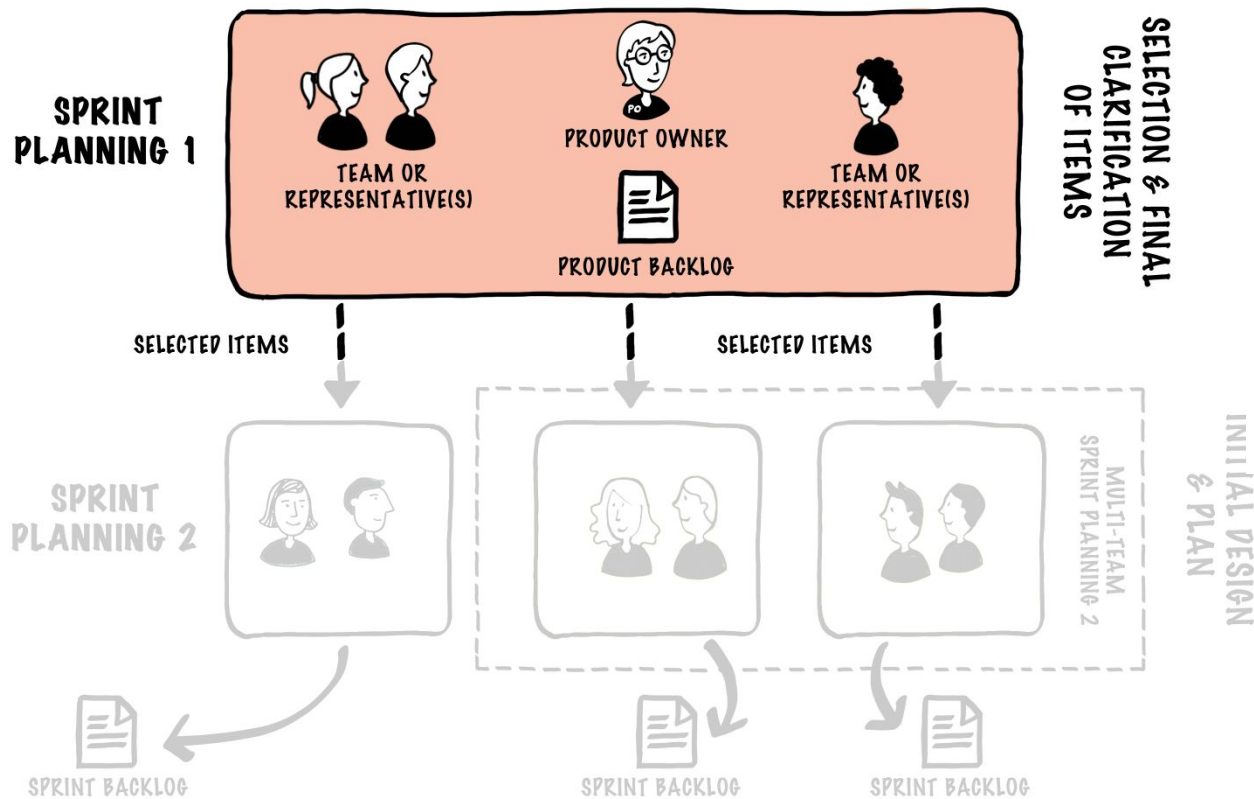 SPRINT
PLANNING 1
TEAM OR
REPRESENTATIVE(S)
PO
PRODUCT OWNER
PRODUCT BACKLOG
TEAM OR
REPRESENTATIVE(S)
SELECTION & FINAL
CLARIFICATION
OF ITEMS
SELECTED ITEMS
SELECTED ITEMS
SPRINT
PLANNING 2
MULTI-TEAM
SPRINT PLANNING 2
INITIAL DESIGN
& PLAN
SPRINT BACKLOG
SPRINT BACKLOG
SPRINT BACKLOG